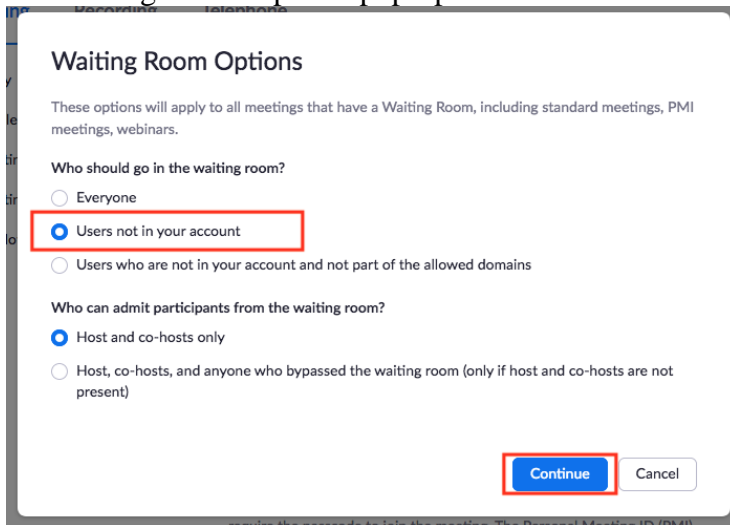 Recording Telephone
Waiting Room Options
These options will apply to all meetings that have a Waiting Room, including standard meetings, PMI
meetings, webinars.
Who should go in the waiting room?
Everyone
Users not in your account
Users who are not in your account and not part of the allowed domains
Who can admit participants from the waiting room?
Host and co-hosts only
Host, co-hosts, and anyone who bypassed the waiting room (only if host and co-hosts are not
present)
Continue Cancel
require the passcode to join the meeting. The Personal Meeting ID (PMI)